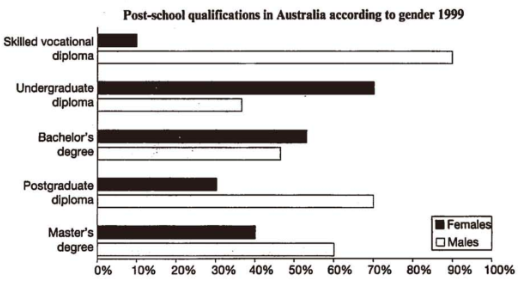 Post-school qualifications in Australia according to gender 1999
Skilled vocational
diploma
Undergraduate
diploma
Bachelor's
degree
Postgraduate
diploma
Master's
degree
Females
Males
0% 10% 20% 30% 40% 50% 60% 70% 80% 90% 100%